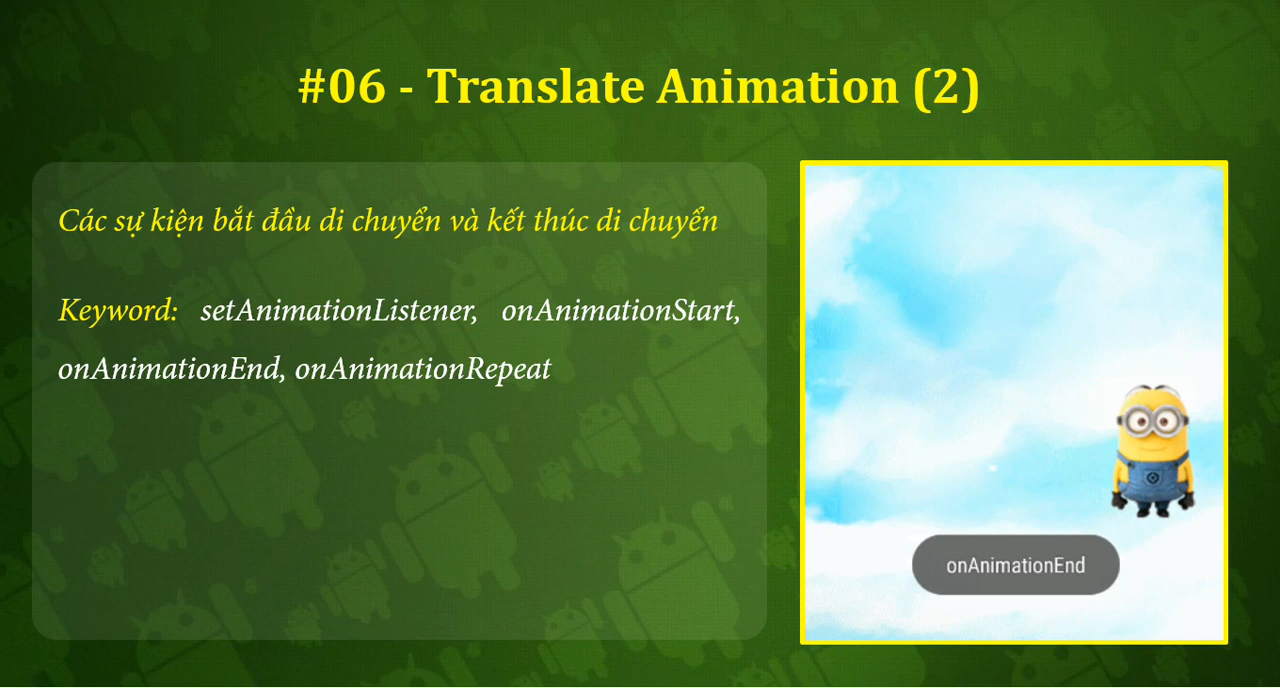 #06 - Translate Animation (2)
Các sự kiện bắt đầu di chuyển và kết thúc di chuyển
Keyword: setAnimationListener, onAnimationStart,
onAnimationEnd, onAnimationRepeat
onAnimationEnd